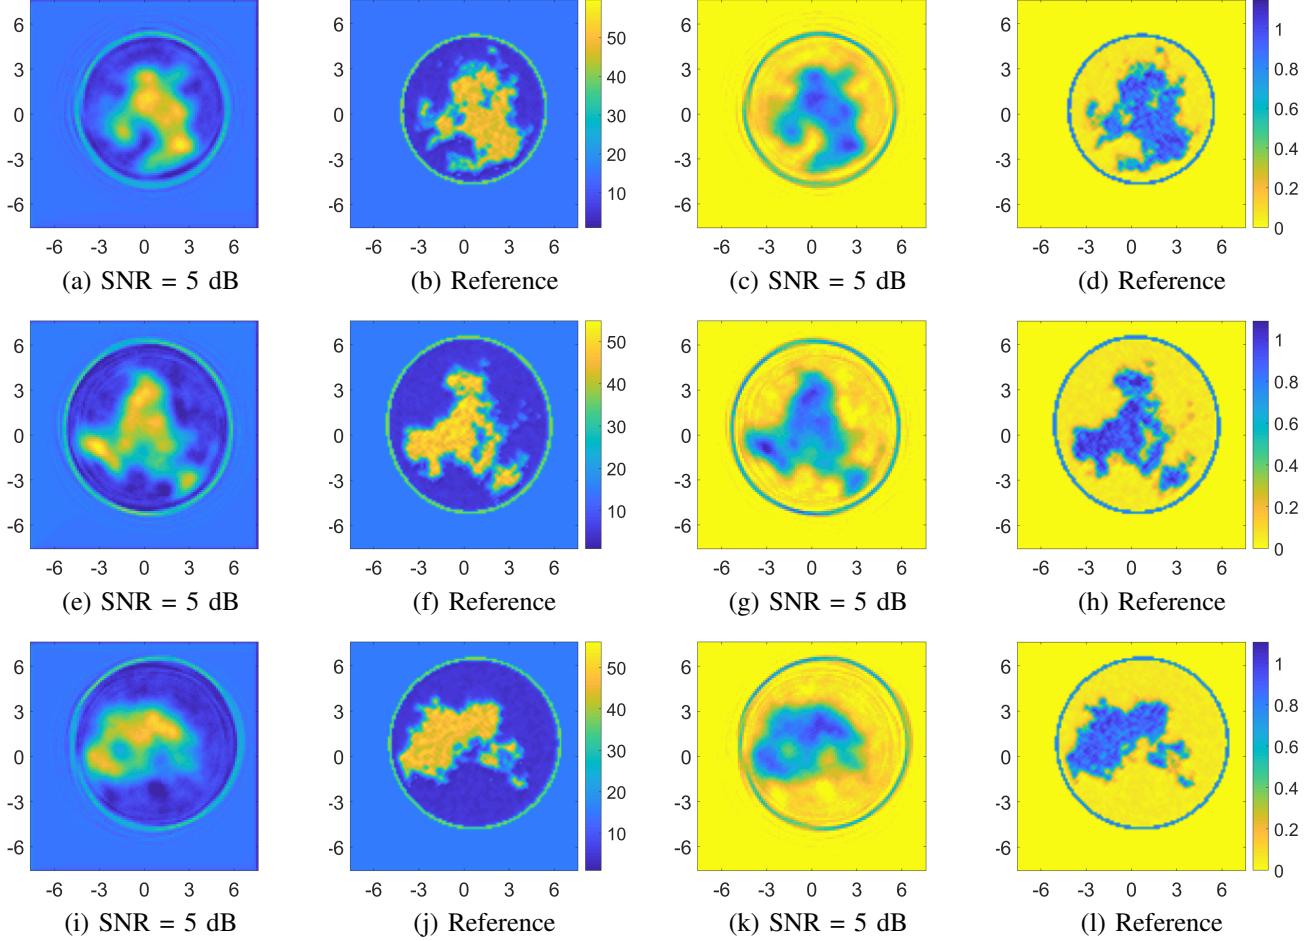 6 3 0 -3 -6
-6 -3 0 3 6
(a) SNR = 5 dB
6 3 0 -3 -6
-6 -3 0 3 6
50 40 30 20 10
(b) Reference
6 3 0 -3 -6
-6 -3 0 3 6
(c) SNR = 5 dB
6 3 0 -3 -6
-6 -3 0 3 6
1 0.8 0.6 0.4 0.2 0
(d) Reference
6 3 0 -3 -6
-6 -3 0 3 6
(e) SNR = 5 dB
6 3 0 -3 -6
-6 -3 0 3 6
50 40 30 20 10
(f) Reference
6 3 0 -3 -6
-6 -3 0 3 6
(g) SNR = 5 dB
6 3 0 -3 -6
-6 -3 0 3 6
1 0.8 0.6 0.4 0.2 0
(h) Reference
6 3 0 -3 -6
-6 -3 0 3 6
(i) SNR = 5 dB
6 3 0 -3 -6
-6 -3 0 3 6
50 40 30 20 10
(j) Reference
6 3 0 -3 -6
-6 -3 0 3 6
(k) SNR = 5 dB
6 3 0 -3 -6
-6 -3 0 3 6
1 0.8 0.6 0.4 0.2 0
(l) Reference